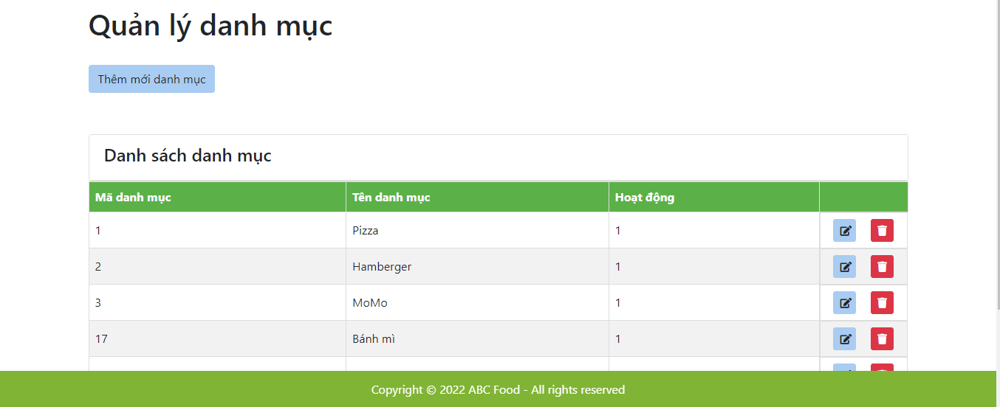 Quản lý danh mục
Thêm mới danh mục
Danh sách danh mục
Mã danh mục Tên danh mục Hoạt động
1 Pizza 1
2 Hamberger 1
3 MoMo 1
17 Bánh mì 1
Copyright © 2022 ABC Food - All rights reserved